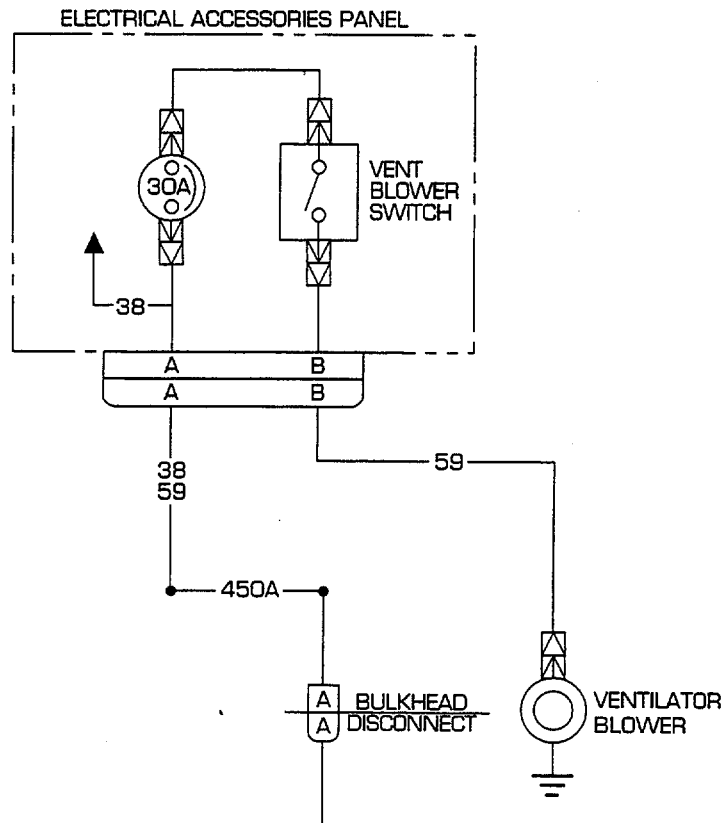 ELECTRICAL ACCESSORIES PANEL
30A
VENT
BLOWER
SWITCH
38
A
B
A
B
38
59
59
450A
A
A
BULKHEAD
DISCONNECT
VENTILATOR
BLOWER